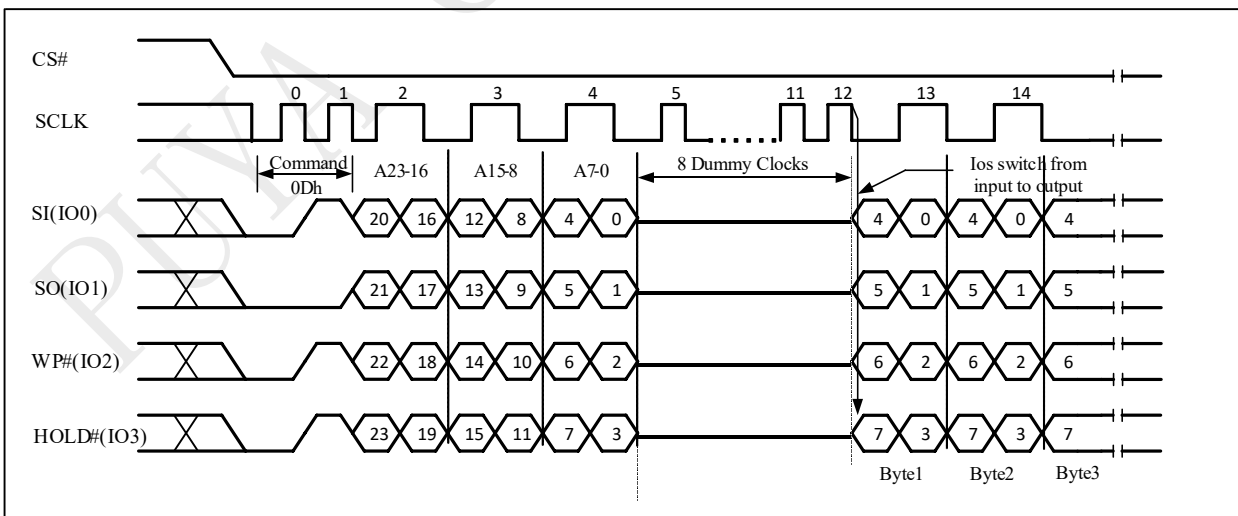 PUYA
CS#
0 1 2 3 4 5 11 12 13 14
SCLK
Command
0Dh
A23-16 A15-8 A7-0 8 Dummy Clocks
Ios switch from
input to output
SI(IO0) 20 16 12 8 4 0 4 0 4 0 4
SO(IO1) 21 17 13 9 5 1 5 1 5 1 5
WP#(IO2) 22 18 14 10 6 2 6 2 6 2 6
HOLD#(IO3) 23 19 15 11 7 3 7 3 7 3 7
Byte1 Byte2 Byte3